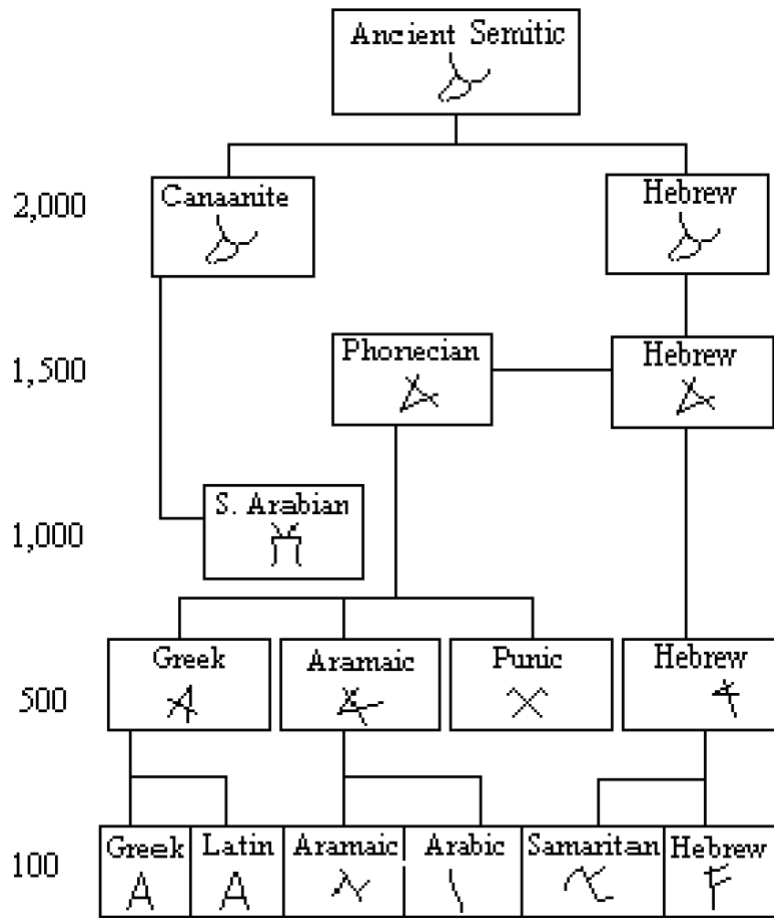 Ancient Semitic
2,000
Canaanite
Hebrew
1,500
Phonecian
Hebrew
1,000
S. Arabian
500
Greek
Aramaic
Punic
Hebrew
100
Greek
Latin
Aramaic
Arabic
Samaritan
Hebrew